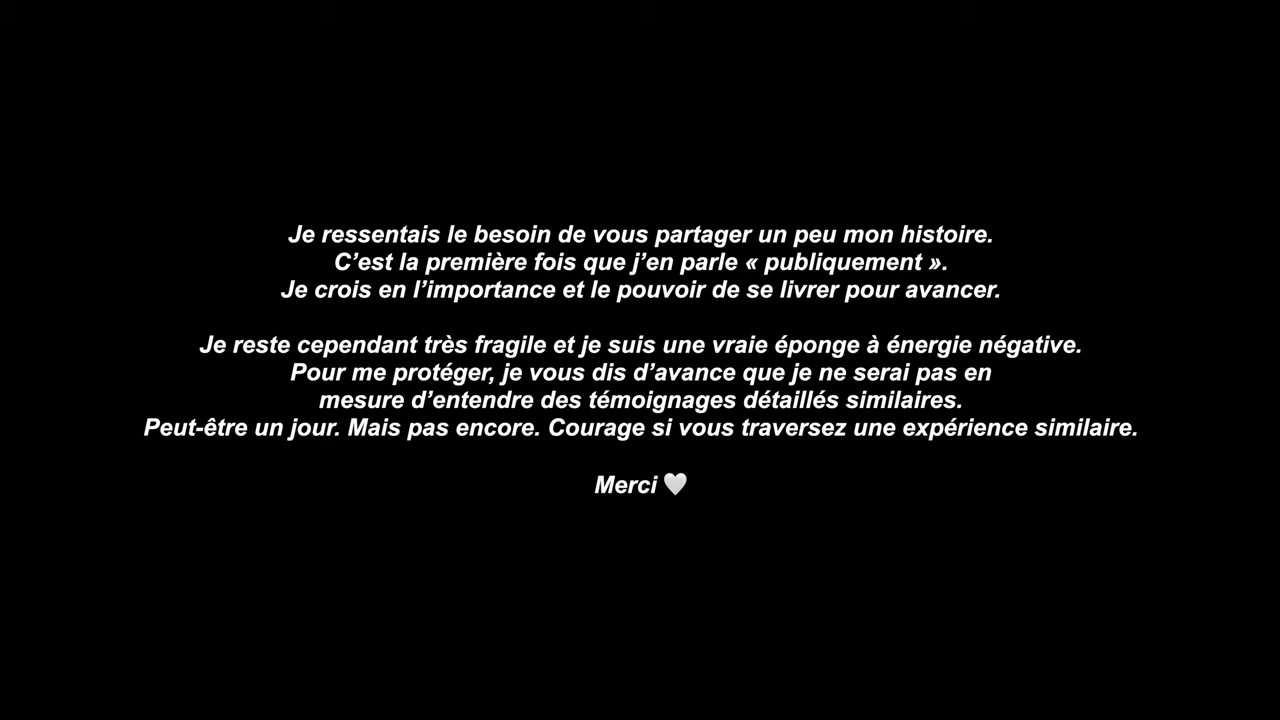 Je ressentais le besoin de vous partager un peu mon histoire.
C’est la première fois que j’en parle « publiquement ».
Je crois en l’importance et le pouvoir de se livrer pour avancer.
Je reste cependant très fragile et je suis une vraie éponge à énergie négative.
Pour me protéger, je vous dis d’avance que je ne serai pas en
mesure d’entendre des témoignages détaillés similaires.
Peut-être un jour. Mais pas encore. Courage si vous traversez une expérience similaire.
Merci 🤍